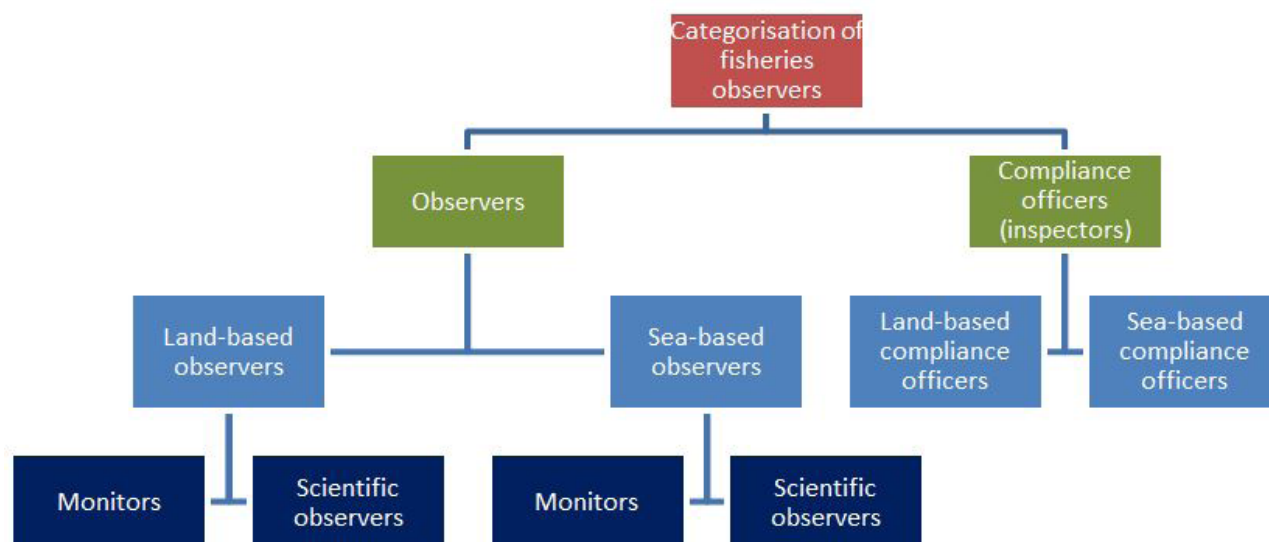 Categorisation of
fisheries
observers
Observers
Compliance
officers
(inspectors)
Land-based
observers
Sea-based
observers
Land-based
compliance
officers
Sea-based
compliance
officers
Monitors
Scientific
observers
Monitors
Scientific
observers